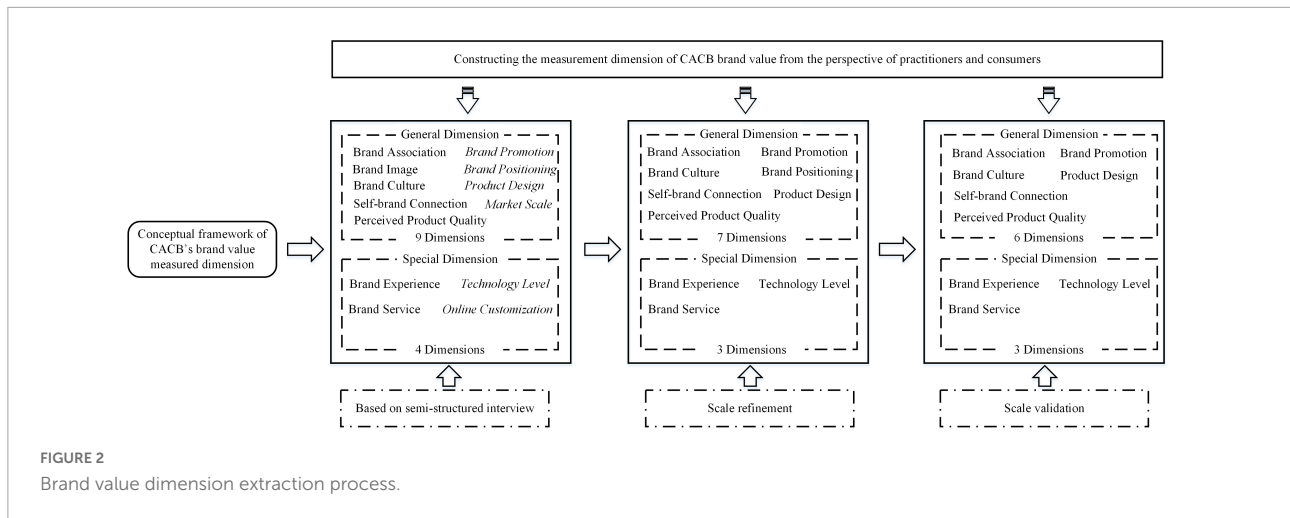 Constructing the measurement dimension of CACB brand value from the perspective of practitioners and consumers
Conceptual framework of
CACB's brand value
measured dimension
General Dimension
Brand Association Brand Promotion
Brand Image Brand Positioning
Brand Culture Product Design
Self-brand Connection Market Scale
Perceived Product Quality
9 Dimensions
Special Dimension
Brand Experience Technology Level
Brand Service Online Customization
4 Dimensions
Based on semi-structured interview
General Dimension
Brand Association Brand Promotion
Brand Culture Brand Positioning
Self-brand Connection Product Design
Perceived Product Quality
7 Dimensions
Special Dimension
Brand Experience Technology Level
Brand Service
3 Dimensions
Scale refinement
General Dimension
Brand Association Brand Promotion
Brand Culture Product Design
Self-brand Connection
Perceived Product Quality
6 Dimensions
Special Dimension
Brand Experience Technology Level
Brand Service
3 Dimensions
Scale validation
FIGURE 2
Brand value dimension extraction process.